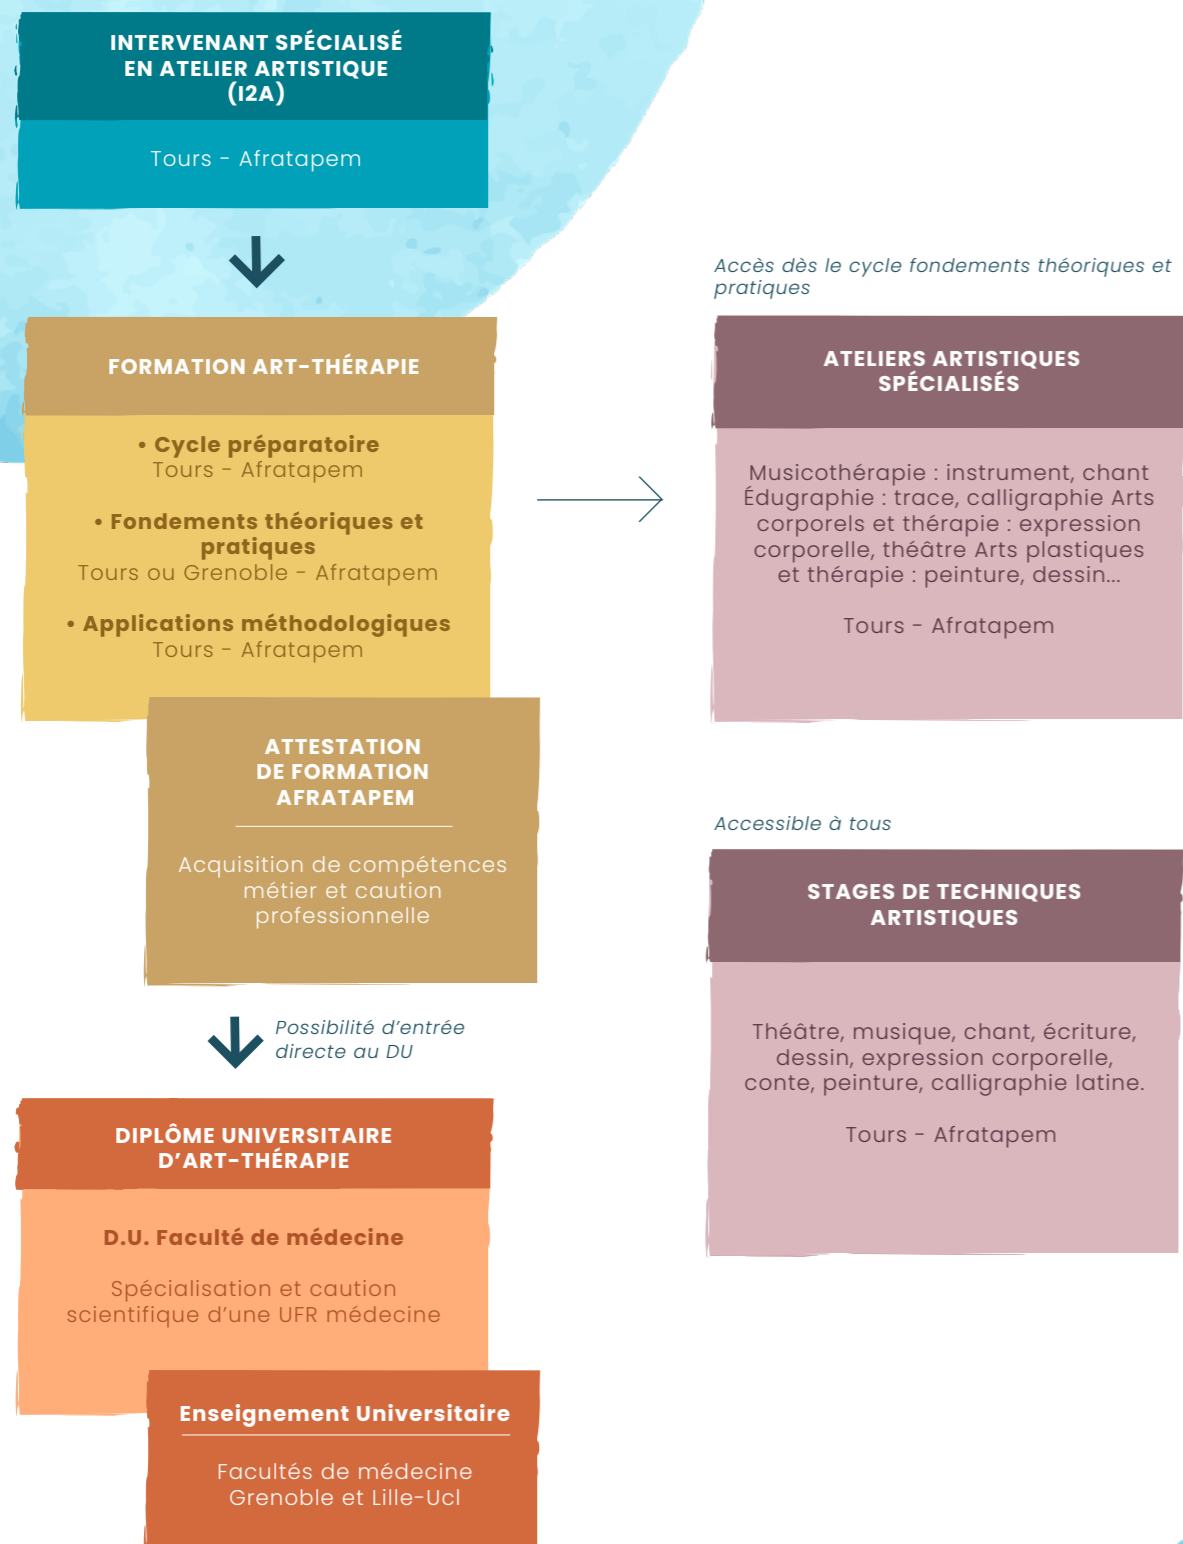 INTERVENANT SPÉCIALISÉ
EN ATELIER ARTISTIQUE
(I2A)
Tours - Afratapem
FORMATION ART-THÉRAPIE
• Cycle préparatoire
Tours - Afratapem
• Fondements théoriques et
pratiques
Tours ou Grenoble - Afratapem
• Applications méthodologiques
Tours - Afratapem
ATTESTATION
DE FORMATION
AFRATAPEM
Acquisition de compétences
métier et caution
professionnelle
Possibilité d'entrée
directe au DU
DIPLÔME UNIVERSITAIRE
D'ART-THÉRAPIE
D.U. Faculté de médecine
Spécialisation et caution
scientifique d'une UFR médecine
Enseignement Universitaire
Facultés de médecine
Grenoble et Lille-Ucl
Accès dès le cycle fondements théoriques et
pratiques
ATELIERS ARTISTIQUES
SPÉCIALISÉS
Musicothérapie : instrument, chant
Édugraphie : trace, calligraphie Arts
corporels et thérapie : expression
corporelle, théâtre Arts plastiques
et thérapie : peinture, dessin...
Tours - Afratapem
Accessible à tous
STAGES DE TECHNIQUES
ARTISTIQUES
Théâtre, musique, chant, écriture,
dessin, expression corporelle,
conte, peinture, calligraphie latine.
Tours - Afratapem